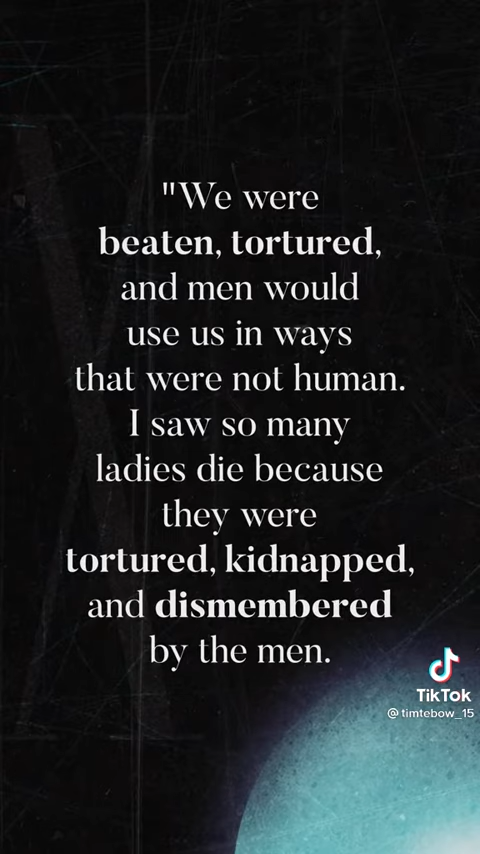 "We were
beaten, tortured,
and men would
use us in ways
that were not human.
I saw so many
ladies die because
they were
tortured, kidnapped,
and dismembered
by the men.
TikTok
@timtebow_15